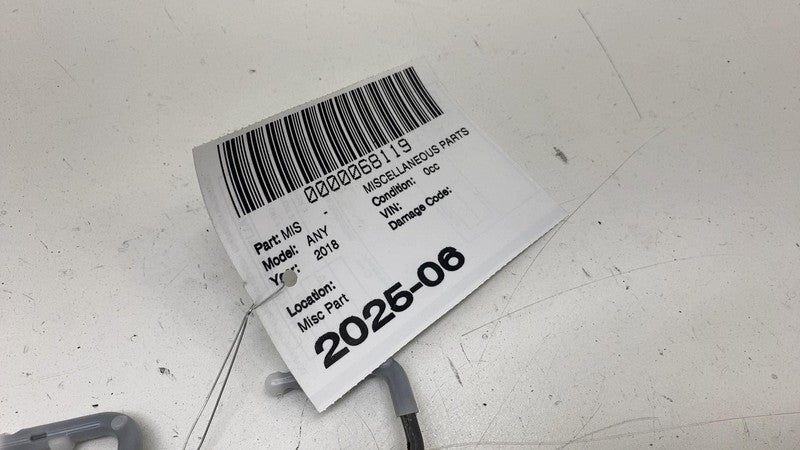 0000068119
Part: MIS - MISCELLANEOUS PARTS
Model: ANY Condition: 0cc
Year: 2018 VIN:
Damage Code:
Location:
Misc Part
2025-06